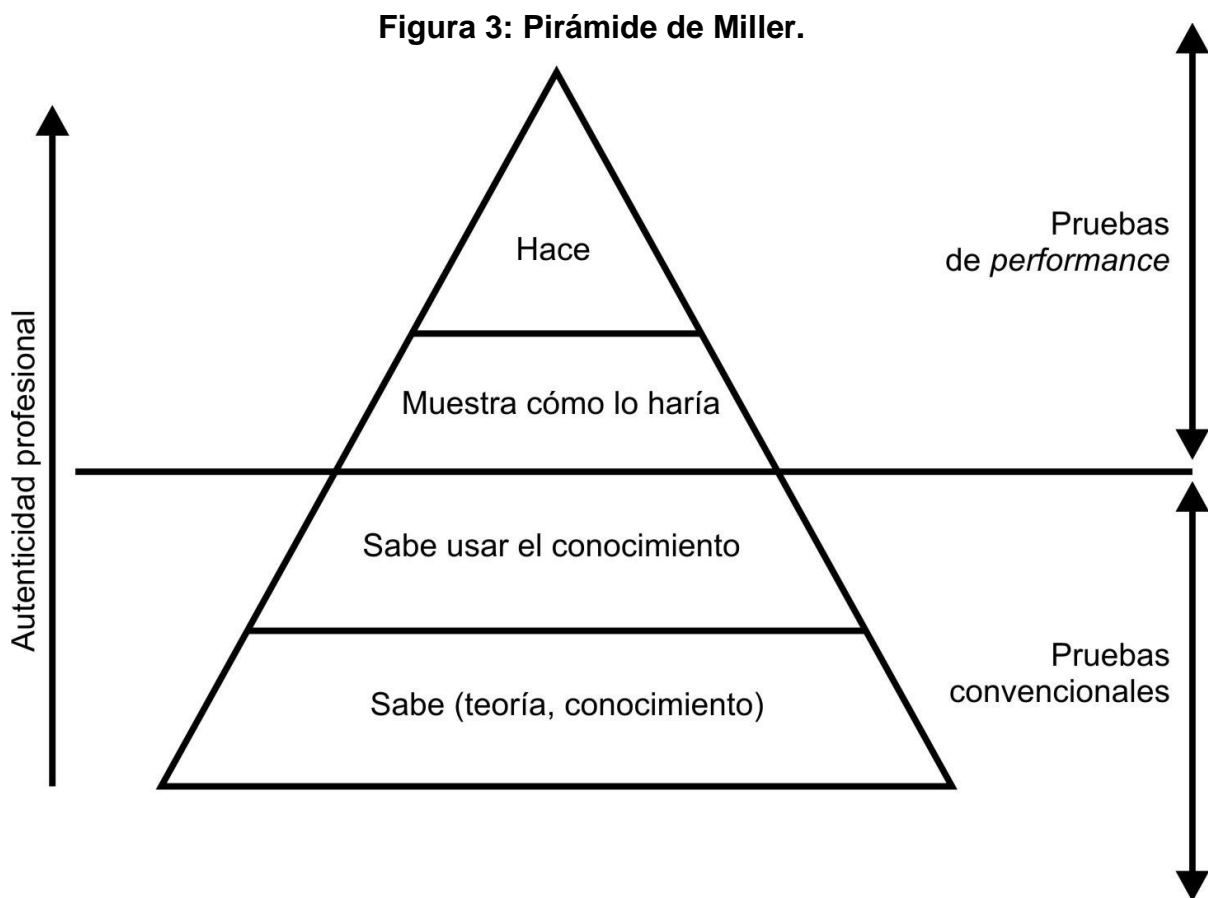 Figura 3: Pirámide de Miller.
Autenticidad profesional
Hace
Muestra cómo lo haría
Sabe usar el conocimiento
Sabe (teoría, conocimiento)
Pruebas
de performance
Pruebas
convencionales